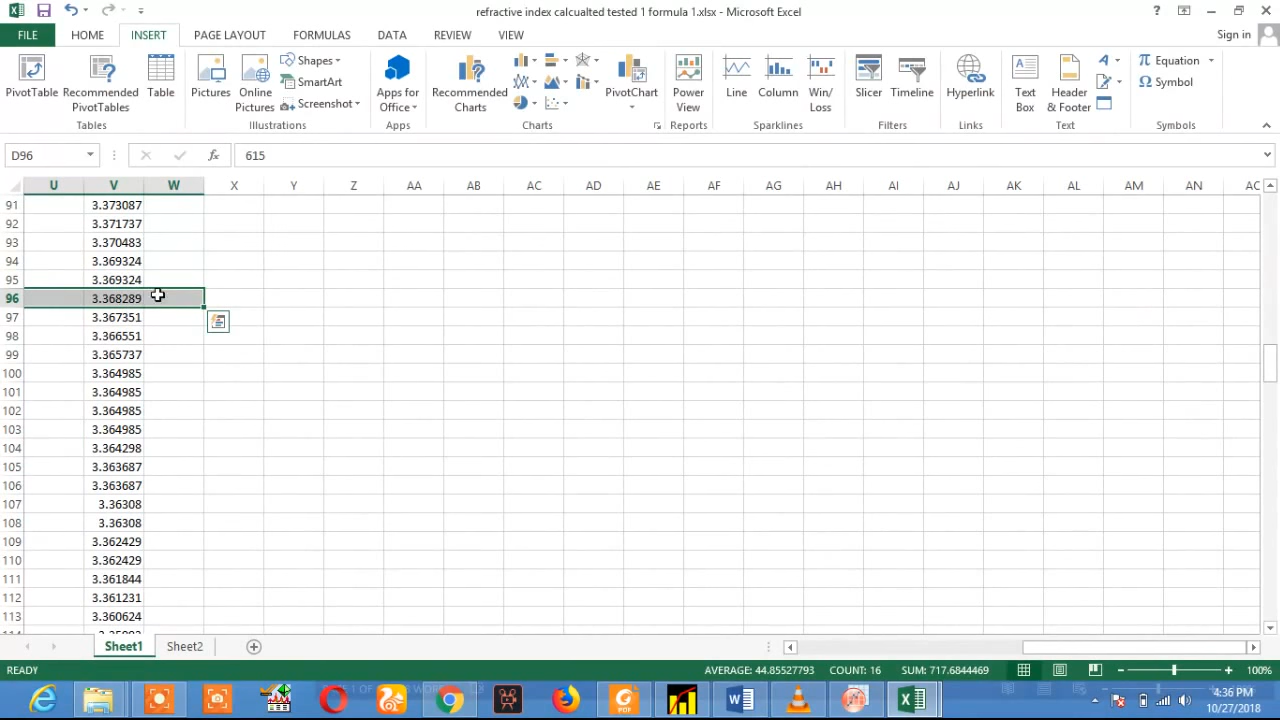 refractive index calcualted tested 1 formula 1.xlsx - Microsoft Excel
FILE HOME INSERT PAGE LAYOUT FORMULAS DATA REVIEW VIEW Sign in
PivotTable
Recommended
PivotTables
Table
Tables
Pictures
Online
Pictures
Shapes
SmartArt
Screenshot
Illustrations
Apps for
Office
Apps
Recommended
Charts
PivotChart
Charts
Power
View
Reports
Line
Column
Win/
Loss
Sparklines
Slicer
Timeline
Filters
Hyperlink
Links
Text
Box
Header
& Footer
Text
Equation
Symbol
Symbols
D96 fx 615
U V W X Y Z AA AB AC AD AE AF AG AH AI AJ AK AL AM AN
91 3.373087
92 3.371737
93 3.370483
94 3.369324
95 3.369324
96 3.368289
97 3.367351
98 3.366551
99 3.365737
100 3.364985
101 3.364985
102 3.364985
103 3.364985
104 3.364298
105 3.363687
106 3.363687
107 3.36308
108 3.36308
109 3.362429
110 3.362429
111 3.361844
112 3.361231
113 3.360624
Sheet1 Sheet2
READY AVERAGE: 44.85527793 COUNT: 16 SUM: 717.6844469 100%
4:36 PM
10/27/2018